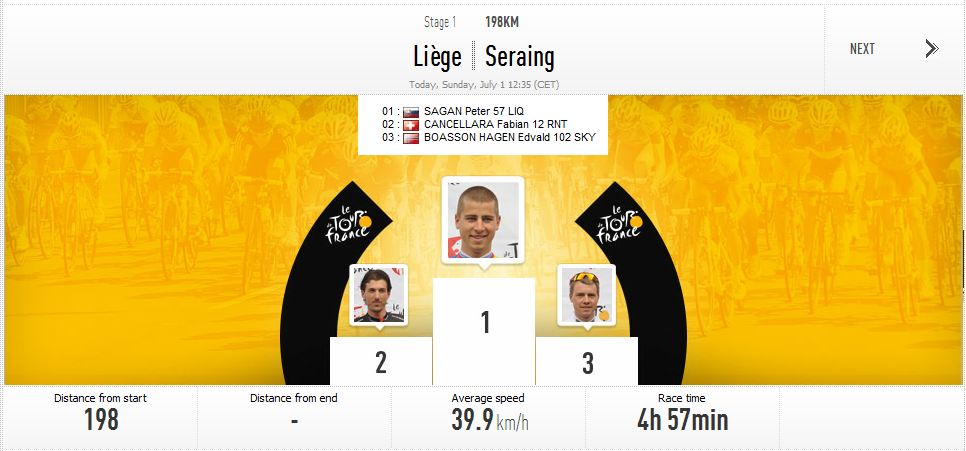 Stage 1 198KM
Liège Seraing
Today, Sunday, July 1 12:35 (CET)
NEXT
01 : SAGAN Peter 57 LIQ
02 : CANCELLARA Fabian 12 RNT
03 : BOASSON HAGEN Edvald 102 SKY
le TOUR de france
le TOUR de france
1
2
3
Distance from start
198
Distance from end
-
Average speed
39.9 km/h
Race time
4h 57min